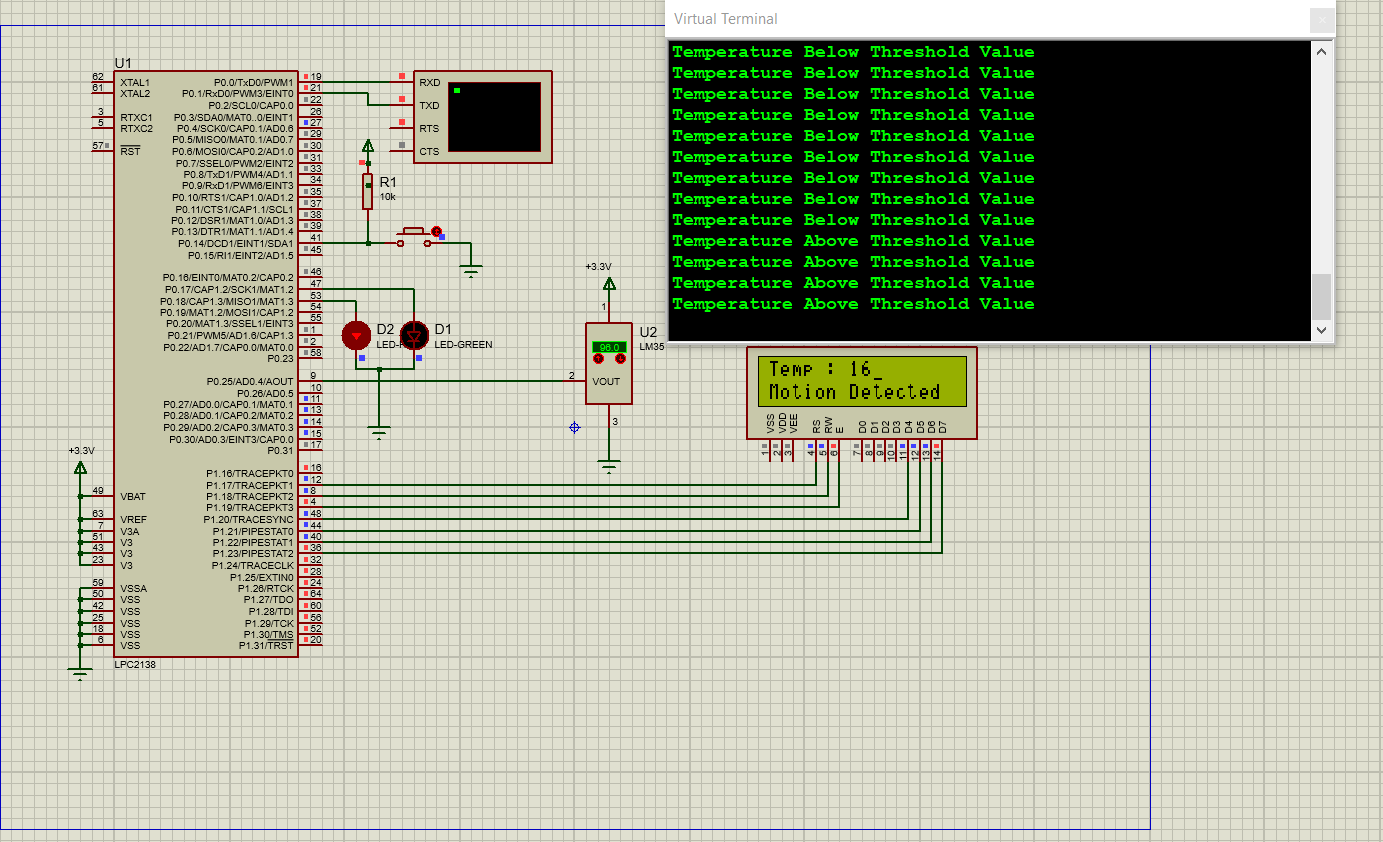 Virtual Terminal
Temperature Below Threshold Value
Temperature Below Threshold Value
Temperature Below Threshold Value
Temperature Below Threshold Value
Temperature Below Threshold Value
Temperature Below Threshold Value
Temperature Below Threshold Value
Temperature Below Threshold Value
Temperature Below Threshold Value
Temperature Above Threshold Value
Temperature Above Threshold Value
Temperature Above Threshold Value
Temperature Above Threshold Value
U1
62 XTAL1 P0.0/TxD0/PWM1 19
61 XTAL2 P0.1/RxD0/PWM3/EINT0 21
P0.2/SCL0/CAP0.0 22
3 RTXC1 P0.3/SDA0/MAT0..0/EINT1 26
5 RTXC2 P0.4/SCK0/CAP0.1/AD0.6 27
P0.5/MISO0/MAT0.1/AD0.7 29
57 RST P0.6/MOSI0/CAP0.2/AD1.0 30
P0.7/SSEL0/PWM2/EINT2 31
P0.8/TxD1/PWM4/AD1.1 33
P0.9/RxD1/PWM6/EINT3 34
P0.10/RTS1/CAP1.0/AD1.2 35
P0.11/CTS1/CAP1.1/SCL1 37
P0.12/DSR1/MAT1.0/AD1.3 38
P0.13/DTR1/MAT1.1/AD1.4 39
P0.14/DCD1/EINT1/SDA1 41
P0.15/RI1/EINT2/AD1.5 45
P0.16/EINT0/MAT0.2/CAP0.2 46
P0.17/CAP1.2/SCK1/MAT1.2 47
P0.18/CAP1.3/MISO1/MAT1.3 53
P0.19/MAT1.2/MOSI1/CAP1.2 54
P0.20/MAT1.3/SSEL1/EINT3 55
P0.21/PWM5/AD1.6/CAP1.3 1
P0.22/AD1.7/CAP0.0/MAT0.0 2
P0.23 58
P0.25/AD0.4/AOUT 9
P0.26/AD0.5 10
P0.27/AD0.0/CAP0.1/MAT0.1 11
P0.28/AD0.1/CAP0.2/MAT0.2 13
P0.29/AD0.2/CAP0.3/MAT0.3 14
P0.30/AD0.3/EINT3/CAP0.0 15
P0.31 17
P1.16/TRACEPKT0 16
P1.17/TRACEPKT1 12
49 VBAT P1.18/TRACEPKT2 8
P1.19/TRACEPKT3 4
63 VREF P1.20/TRACESYNC 48
7 V3A P1.21/PIPESTAT0 44
51 V3 P1.22/PIPESTAT1 40
43 V3 P1.23/PIPESTAT2 36
23 V3 P1.24/TRACECLK 32
P1.25/EXTIN0 28
59 VSSA P1.26/RTCK 24
50 VSS P1.27/TDO 64
42 VSS P1.28/TDI 60
25 VSS P1.29/TCK 56
18 VSS P1.30/TMS 52
6 VSS P1.31/TRST 20
LPC2138
+3.3V
RXD
TXD
RTS
CTS
R1
10k
D2
D1
LED-GREEN
+3.3V
1
U2
LM35
96.0
2 VOUT
3
Temp : 16_
Motion Detected
VSS VDD VEE RS RW E D0 D1 D2 D3 D4 D5 D6 D7
1 2 3 4 5 6 7 8 9 10 11 12 13 14